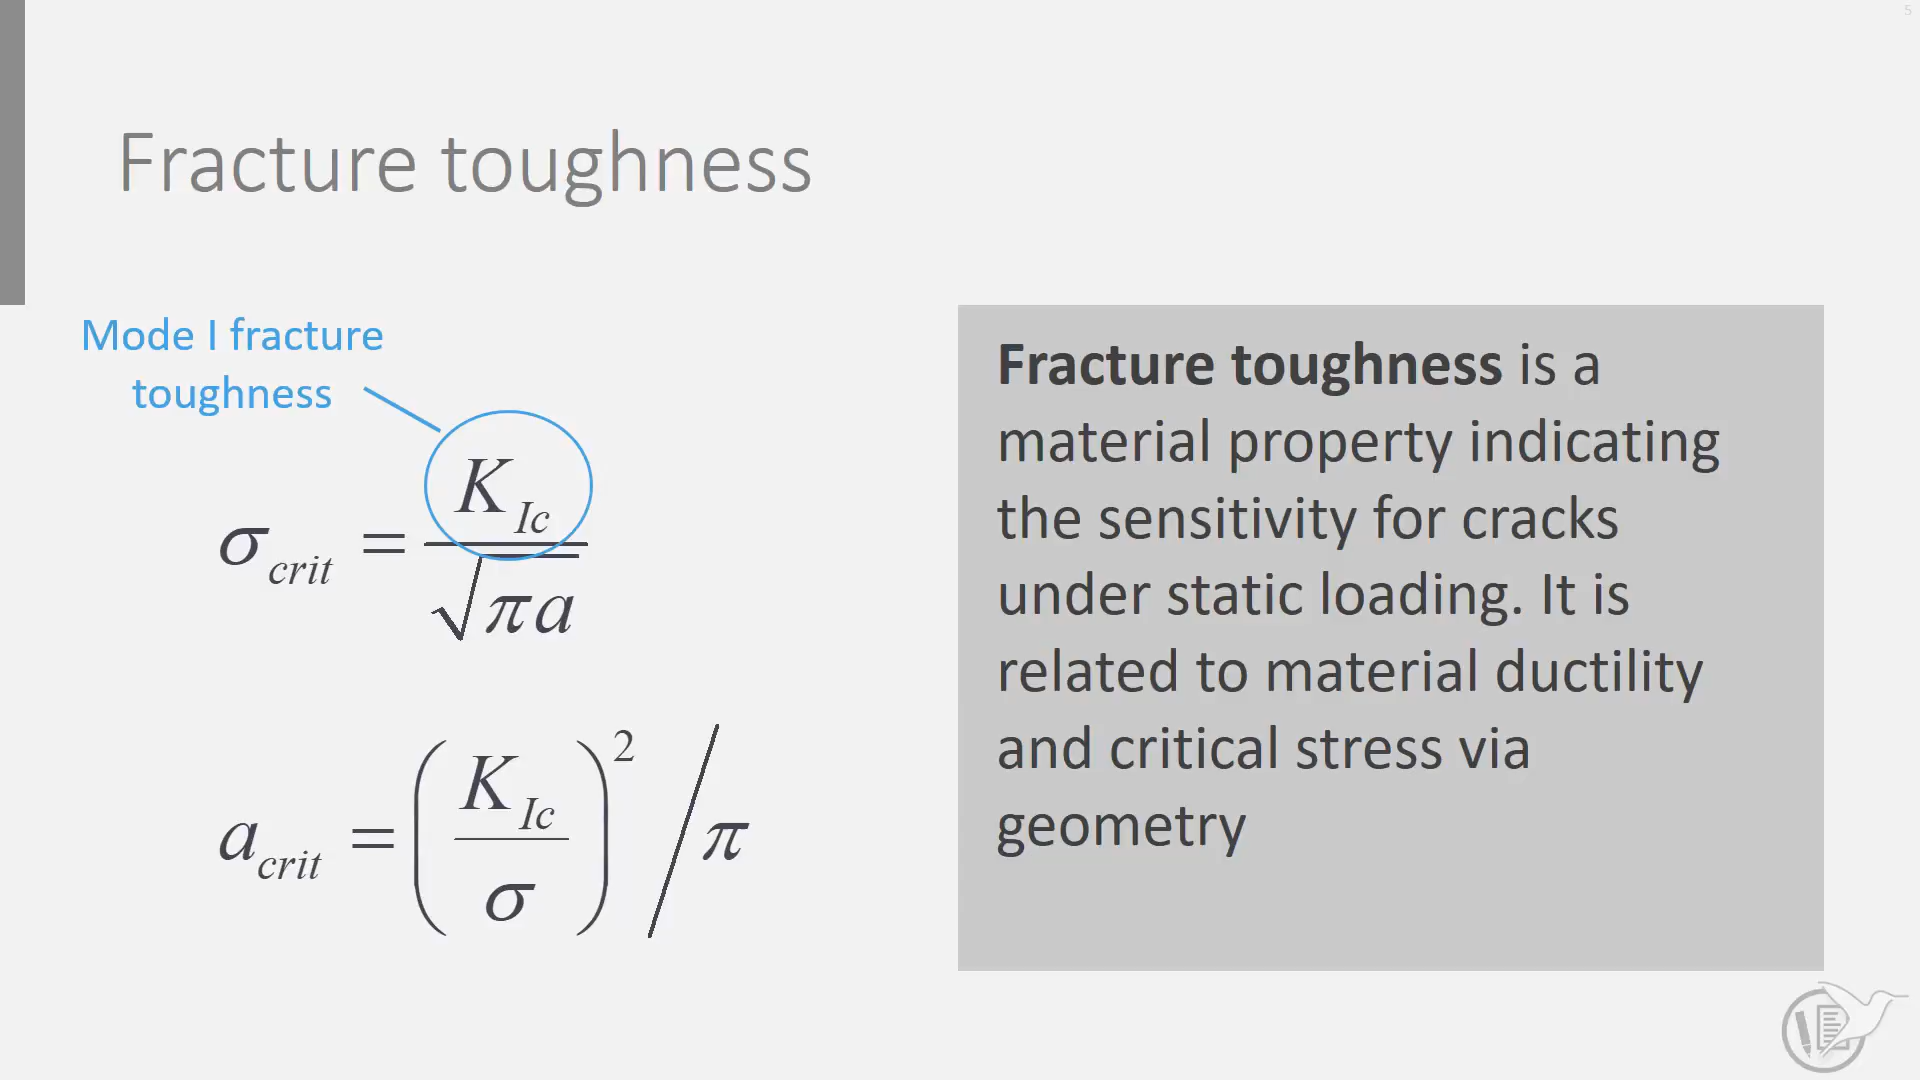 5
Fracture toughness
Mode I fracture
toughness
σ_crit = K_Ic / √πa
a_crit = (K_Ic / σ)² / π
Fracture toughness is a
material property indicating
the sensitivity for cracks
under static loading. It is
related to material ductility
and critical stress via
geometry